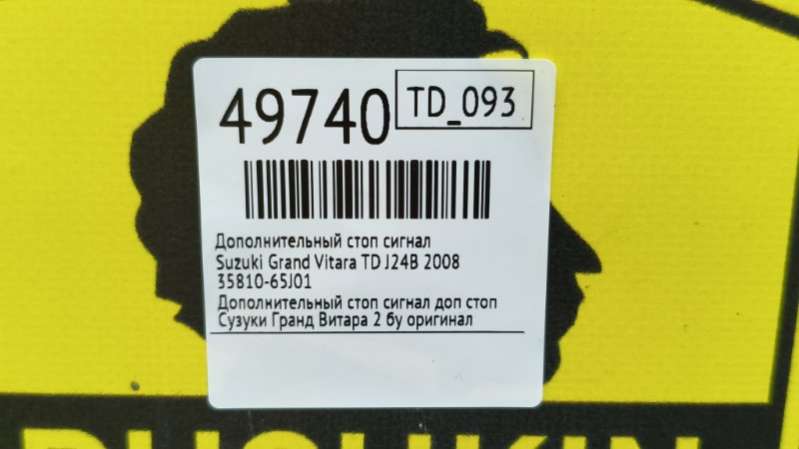 49740
TD_093
Дополнительный стоп сигнал
Suzuki Grand Vitara TD J24B 2008
35810-65J01
Дополнительный стоп сигнал доп стоп
Сузуки Гранд Витара 2 бу оригинал
PUSHKIN